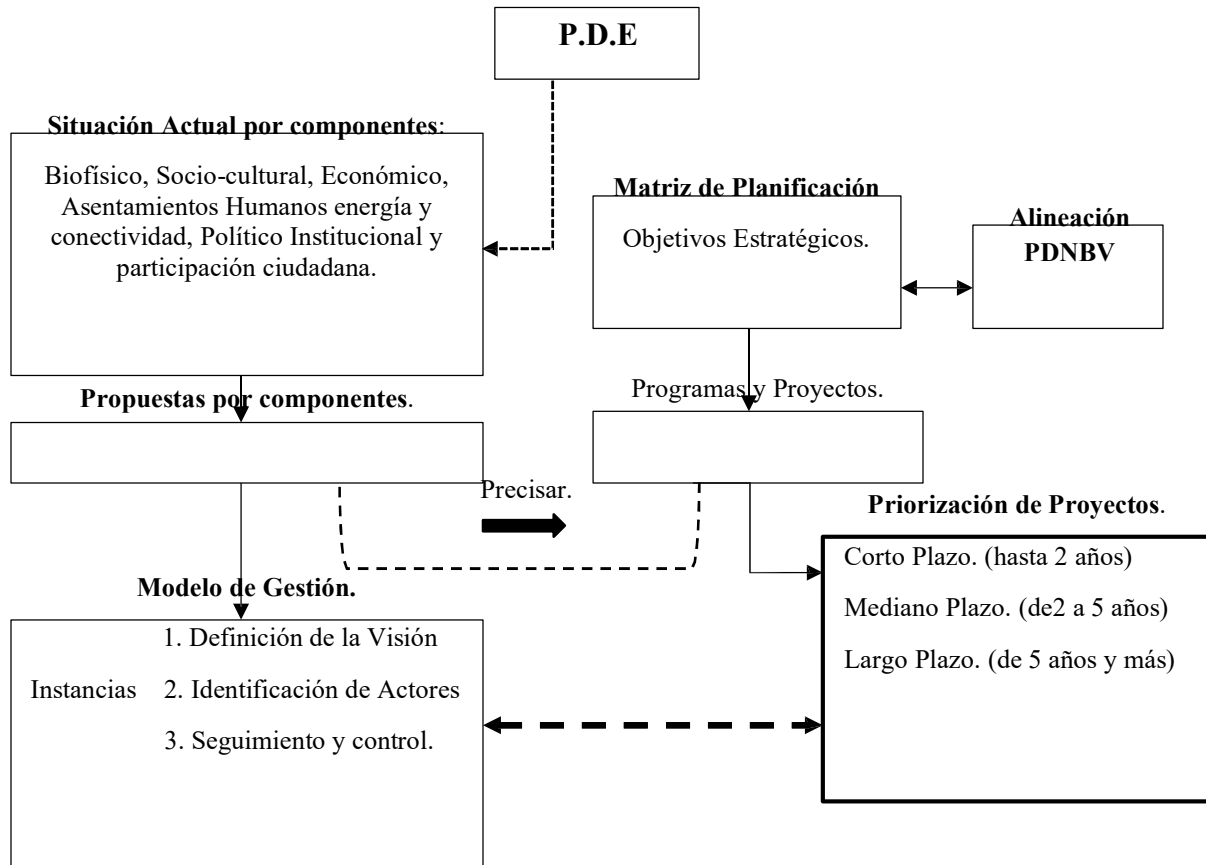 P.D.E
Situación Actual por componentes:
Biofísico, Socio-cultural, Económico,
Asentamientos Humanos energía y
conectividad, Político Institucional y
participación ciudadana.
Matriz de Planificación
Objetivos Estratégicos.
Alineación
PDNBV
Propuestas por componentes.
Programas y Proyectos.
Precisar.
Priorización de Proyectos.
Corto Plazo. (hasta 2 años)
Mediano Plazo. (de2 a 5 años)
Largo Plazo. (de 5 años y más)
Modelo de Gestión.
1. Definición de la Visión
Instancias 2. Identificación de Actores
3. Seguimiento y control.